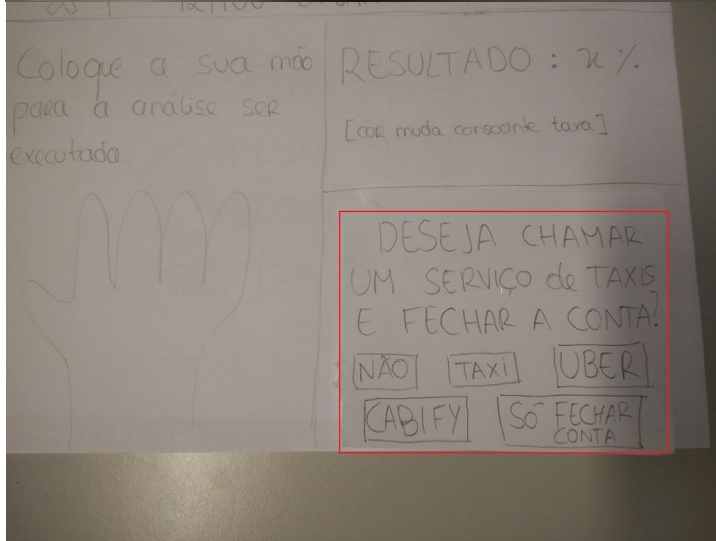 Coloque a sua mão
para a análise ser
executada
RESULTADO : x %.
[cor muda consoante taxa]
DESEJA CHAMAR
UM SERVIÇO de TAXIS
E FECHAR A CONTA?
NÃO TAXI UBER
CABIFY SÓ FECHAR
CONTA